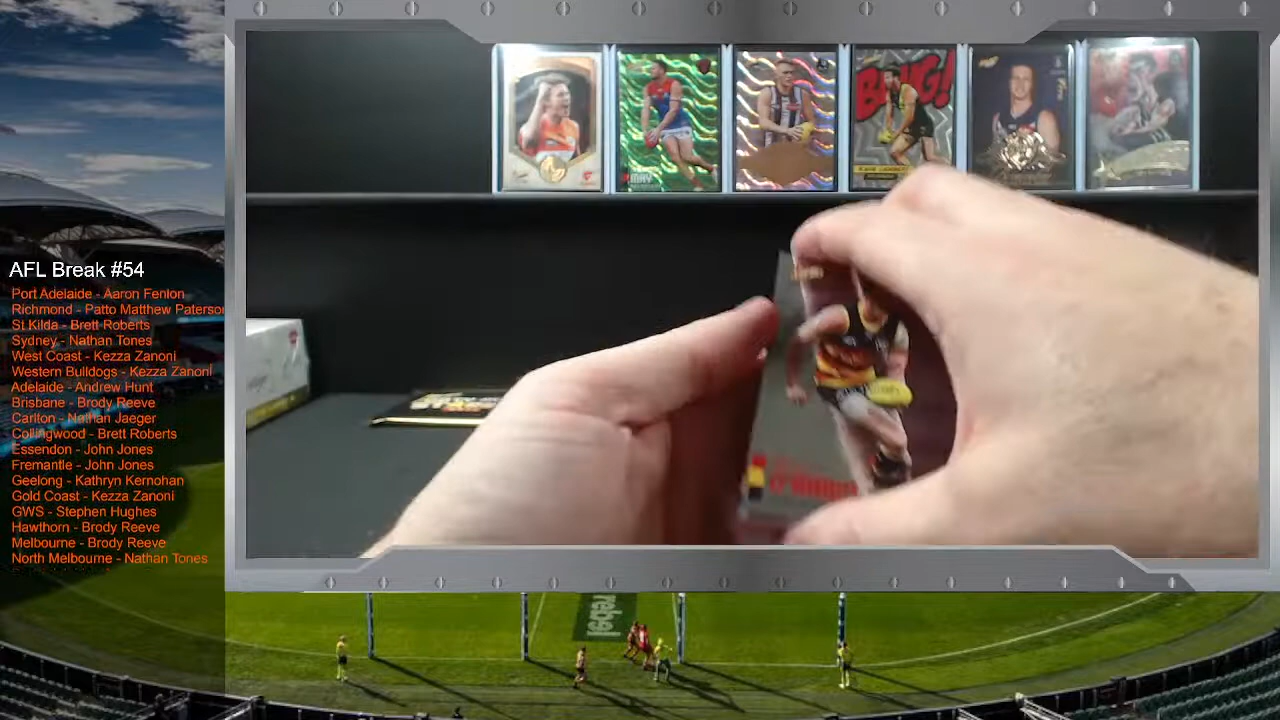 AFL Break #54
Port Adelaide - Aaron Fenlon
Richmond - Patto Matthew Paterson
St Kilda - Brett Roberts
Sydney - Nathan Tones
West Coast - Kezza Zanoni
Western Bulldogs - Kezza Zanoni
Adelaide - Andrew Hunt
Brisbane - Brody Reeve
Carlton - Nathan Jaeger
Collingwood - Brett Roberts
Essendon - John Jones
Fremantle - John Jones
Geelong - Kathryn Kernohan
Gold Coast - Kezza Zanoni
GWS - Stephen Hughes
Hawthorn - Brody Reeve
Melbourne - Brody Reeve
North Melbourne - Nathan Tones
MAY
BANG!
rebel